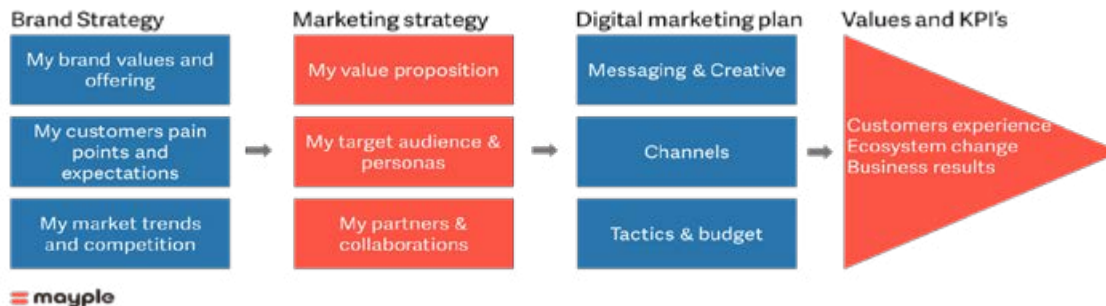 Brand Strategy
My brand values and
offering
My customers pain
points and
expectations
My market trends
and competition
Marketing strategy
My value proposition
My target audience &
personas
My partners &
collaborations
Digital marketing plan
Messaging & Creative
Channels
Tactics & budget
Values and KPI's
Customers experience
Ecosystem change
Business results
mayple